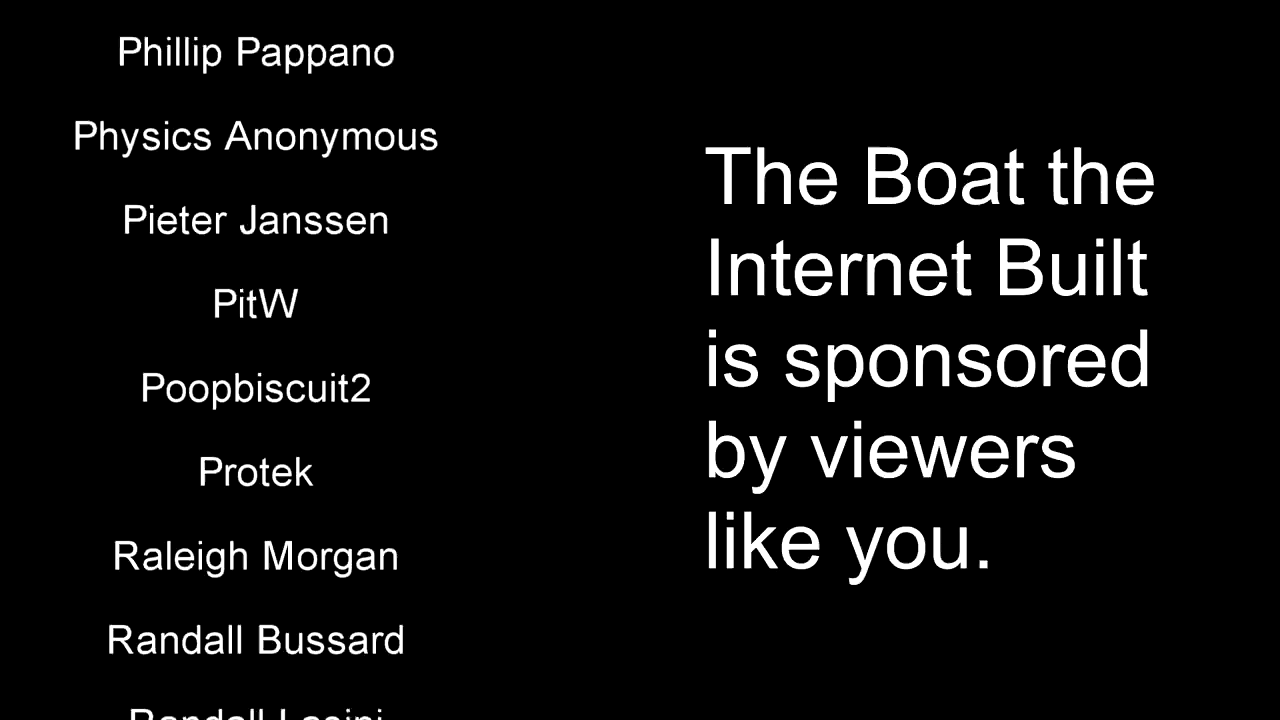 Phillip Pappano
Physics Anonymous
Pieter Janssen
PitW
Poopbiscuit2
Protek
Raleigh Morgan
Randall Bussard
Randall
The Boat the
Internet Built
is sponsored
by viewers
like you.